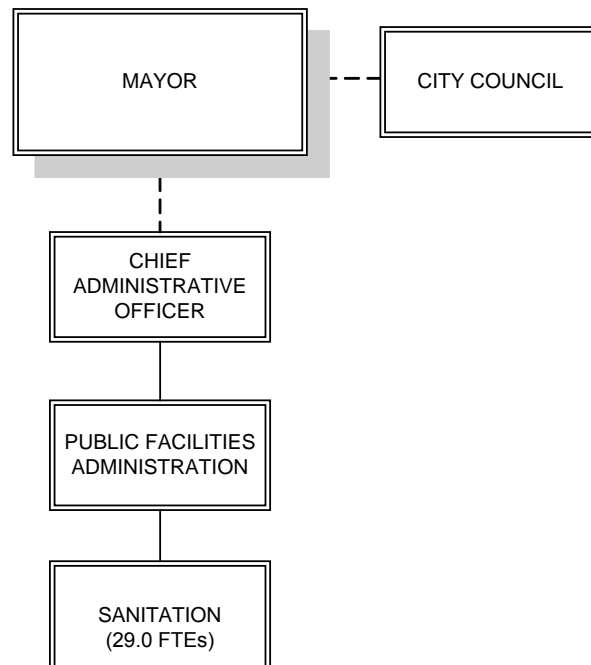 MAYOR
CITY COUNCIL
CHIEF
ADMINISTRATIVE
OFFICER
PUBLIC FACILITIES
ADMINISTRATION
SANITATION
(29.0 FTEs)